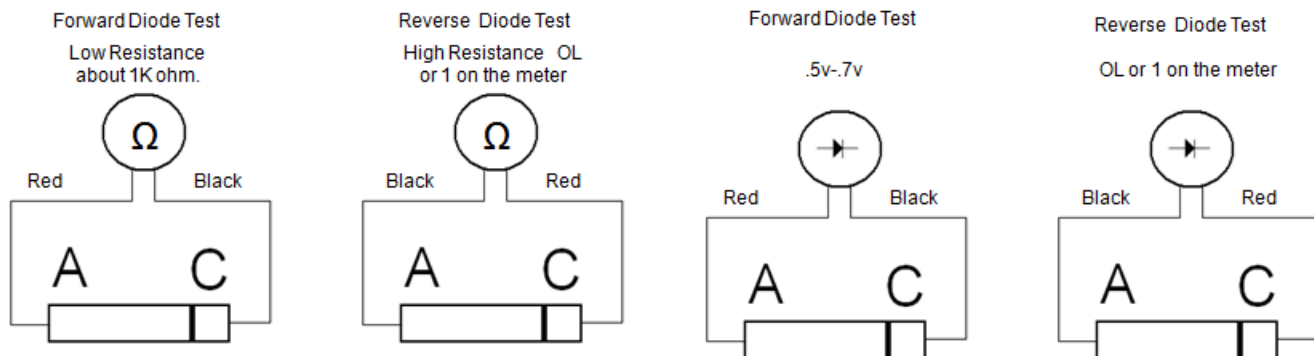 Forward Diode Test
Low Resistance
about 1K ohm.
Ω
Red
Black
A
C
Reverse Diode Test
High Resistance OL
or 1 on the meter
Ω
Black
Red
A
C
Forward Diode Test
.5v-.7v
Red
Black
A
C
Reverse Diode Test
OL or 1 on the meter
Black
Red
A
C